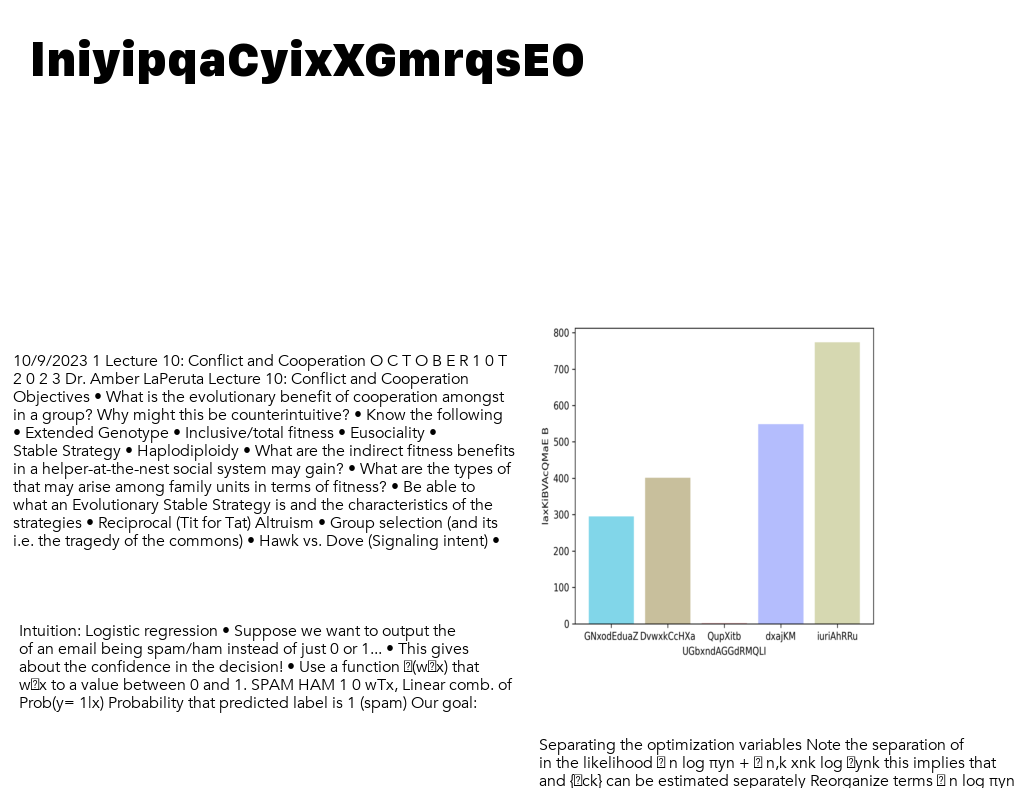 IniyipqaCyixXGmrqsEO
10/9/2023 1 Lecture 10: Conflict and Cooperation O C T O B E R 1 0 T
2 0 2 3 Dr. Amber LaPeruta Lecture 10: Conflict and Cooperation
Objectives • What is the evolutionary benefit of cooperation amongst
in a group? Why might this be counterintuitive? • Know the following
• Extended Genotype • Inclusive/total fitness • Eusociality •
Stable Strategy • Haplodiploidy • What are the indirect fitness benefits
in a helper-at-the-nest social system may gain? • What are the types of
that may arise among family units in terms of fitness? • Be able to
what an Evolutionary Stable Strategy is and the characteristics of the
strategies • Reciprocal (Tit for Tat) Altruism • Group selection (and its
i.e. the tragedy of the commons) • Hawk vs. Dove (Signaling intent) •
Intuition: Logistic regression • Suppose we want to output the
of an email being spam/ham instead of just 0 or 1... • This gives
about the confidence in the decision! • Use a function (wx) that
wx to a value between 0 and 1. SPAM HAM 1 0 wTx, Linear comb. of
Prob(y= 1|x) Probability that predicted label is 1 (spam) Our goal:
800
700
600
500
400
300
200
100
0
IaxKiBVAcQMaE B
GNxodEduaZ DvwxkCcHXa QupXitb dxajKM iuriAhRRu
UGbxndAGGdRMQLI
Separating the optimization variables Note the separation of
in the likelihood n log πyn + n,k xnk log ynk this implies that
and {ck} can be estimated separately Reorganize terms n log πyn